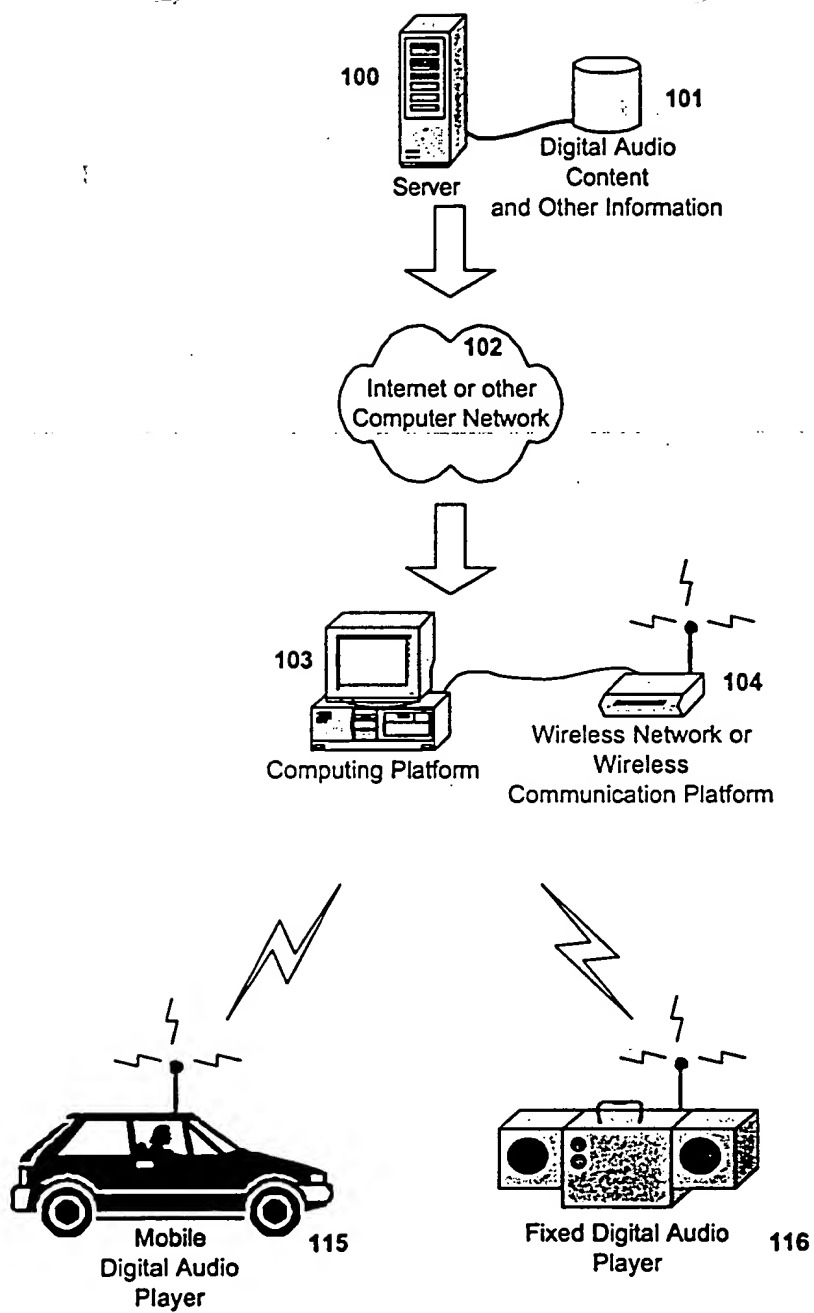 100
101
Server
Digital Audio
Content
and Other Information
102
Internet or other
Computer Network
103
104
Computing Platform
Wireless Network or
Wireless
Communication Platform
Mobile
Digital Audio
Player
115
Fixed Digital Audio
Player
116